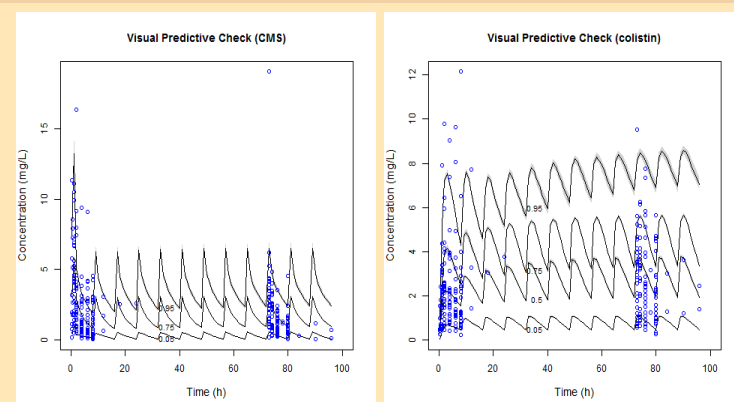 Visual Predictive Check (CMS)
Concentration (mg/L)
15
10
5
0
0.95
0.75
0.05
0 20 40 60 80 100
Time (h)
Visual Predictive Check (colistin)
Concentration (mg/L)
12
10
8
6
4
2
0
0.95
0.75
0.5
0.05
0 20 40 60 80 100
Time (h)